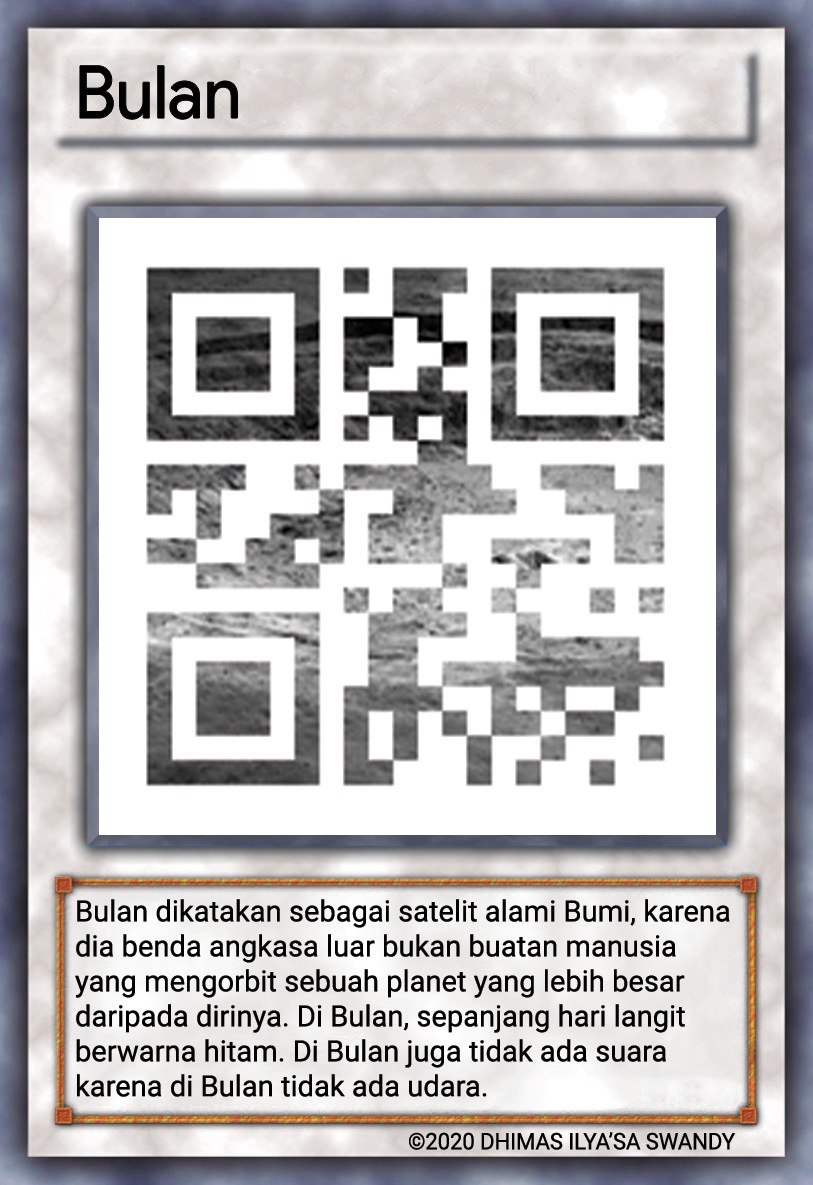 Bulan
Bulan dikatakan sebagai satelit alami Bumi, karena
dia benda angkasa luar bukan buatan manusia
yang mengorbit sebuah planet yang lebih besar
daripada dirinya. Di Bulan, sepanjang hari langit
berwarna hitam. Di Bulan juga tidak ada suara
karena di Bulan tidak ada udara.
©2020 DHIMAS ILYA'SA SWANDY